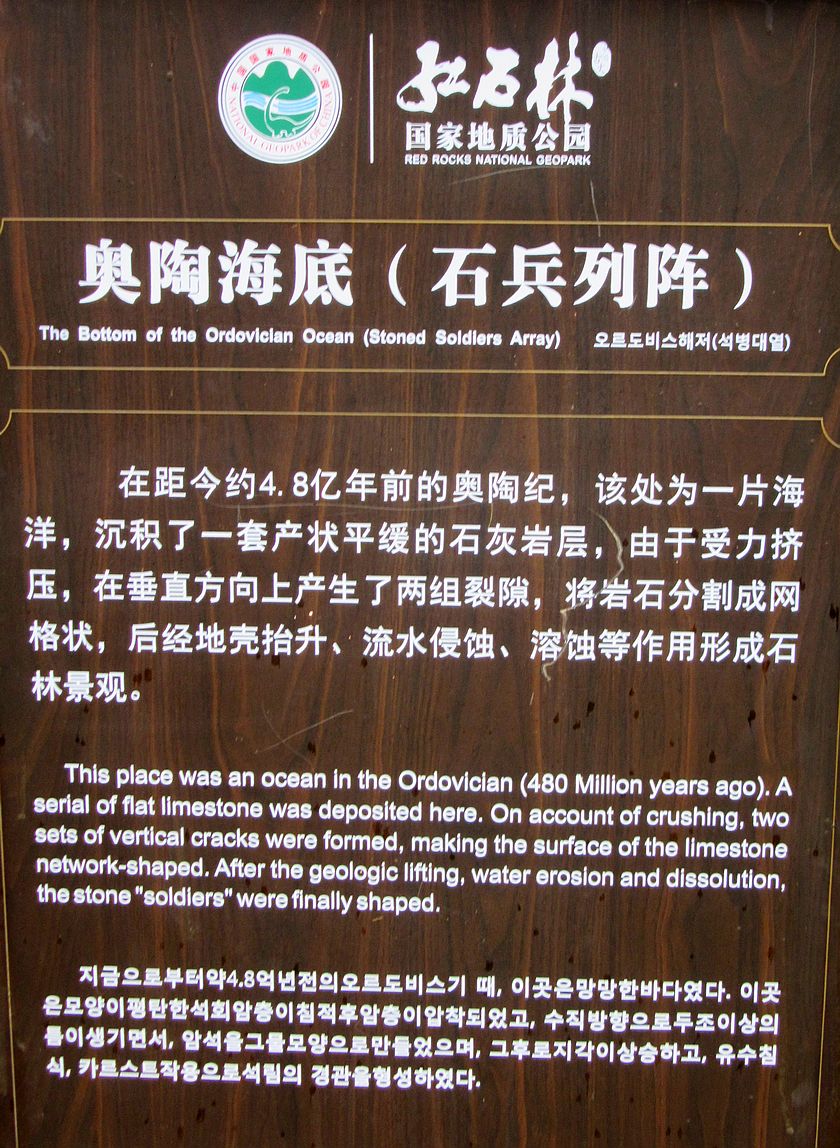 中国国家地质公园
NATIONAL GEOPARK OF CHINA
红石林
国家地质公园
RED ROCKS NATIONAL GEOPARK
奥陶海底（石兵列阵）
The Bottom of the Ordovician Ocean (Stoned Soldiers Array) 오르도비스해저(석병대열)
在距今约4.8亿年前的奥陶纪，该处为一片海
洋，沉积了一套产状平缓的石灰岩层，由于受力挤
压，在垂直方向上产生了两组裂隙，将岩石分割成网
格状，后经地壳抬升、流水侵蚀、溶蚀等作用形成石
林景观。
This place was an ocean in the Ordovician (480 Million years ago). A
serial of flat limestone was deposited here. On account of crushing, two
sets of vertical cracks were formed, making the surface of the limestone
network-shaped. After the geologic lifting, water erosion and dissolution,
the stone "soldiers" were finally shaped.
지금으로부터약4.8억년전의오르도비스기 때, 이곳은망망한바다였다. 이곳
은모양이평탄한석회암층이침적후암층이압착되었고, 수직방향으로두조이상의
틈이생기면서, 암석을그물모양으로만들었으며, 그후로지각이상승하고, 유수침
식, 카르스트작용으로석림의 경관을형성하였다.